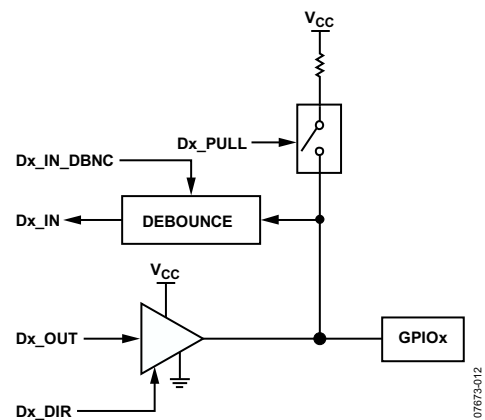 VCC
Dx_PULL
Dx_IN_DBNC
Dx_IN
DEBOUNCE
VCC
Dx_OUT
GPIOx
Dx_DIR
07673-012